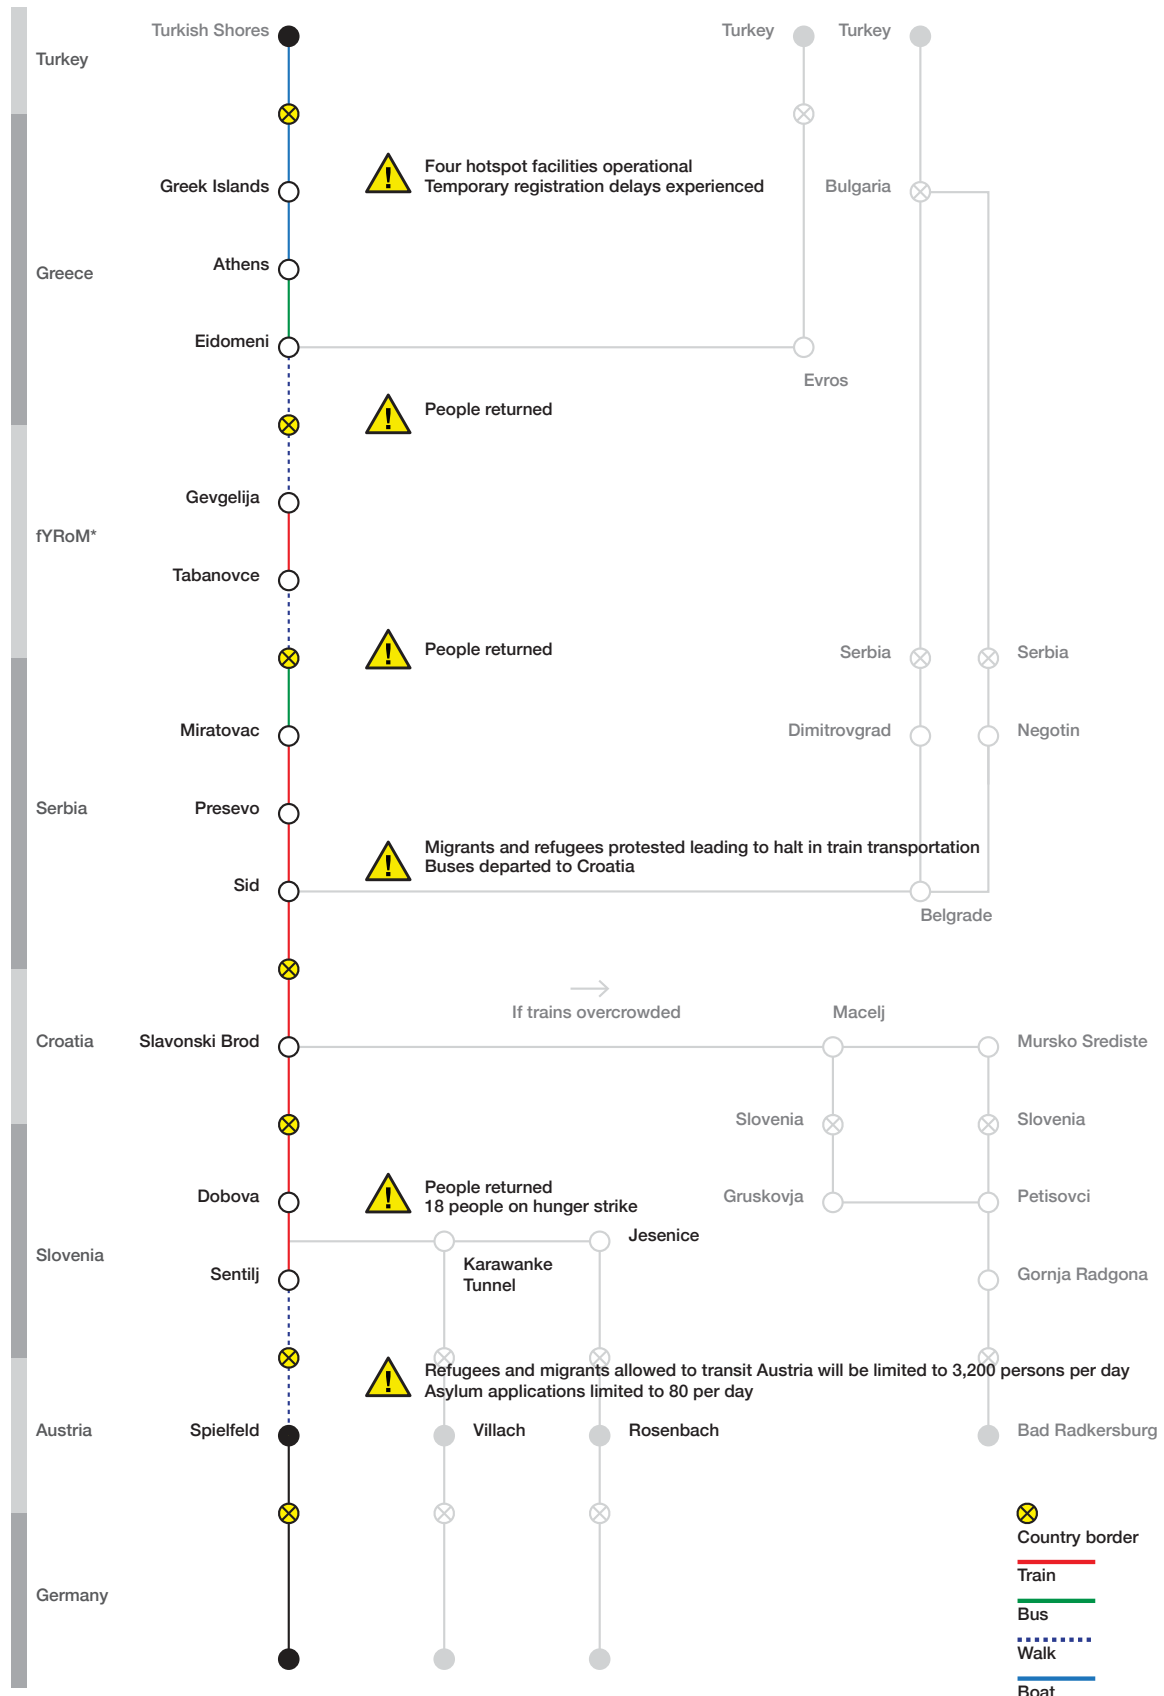 Turkish Shores
Turkey
Turkey
Turkey
Four hotspot facilities operational
Temporary registration delays experienced
Greek Islands
Bulgaria
Athens
Greece
Eidomeni
Evros
People returned
Gevgelija
fYRoM*
Tabanovce
People returned
Serbia
Serbia
Miratovac
Dimitrovgrad
Negotin
Serbia
Presevo
Migrants and refugees protested leading to halt in train transportation
Buses departed to Croatia
Sid
Belgrade
If trains overcrowded
Macelj
Croatia
Slavonski Brod
Mursko Srediste
Slovenia
Slovenia
People returned
18 people on hunger strike
Dobova
Gruskovja
Petisovci
Jesenice
Slovenia
Karawanke
Tunnel
Sentilj
Gornja Radgona
Refugees and migrants allowed to transit Austria will be limited to 3,200 persons per day
Asylum applications limited to 80 per day
Austria
Spielfeld
Villach
Rosenbach
Bad Radkersburg
Country border
Train
Germany
Bus
Walk
Boat